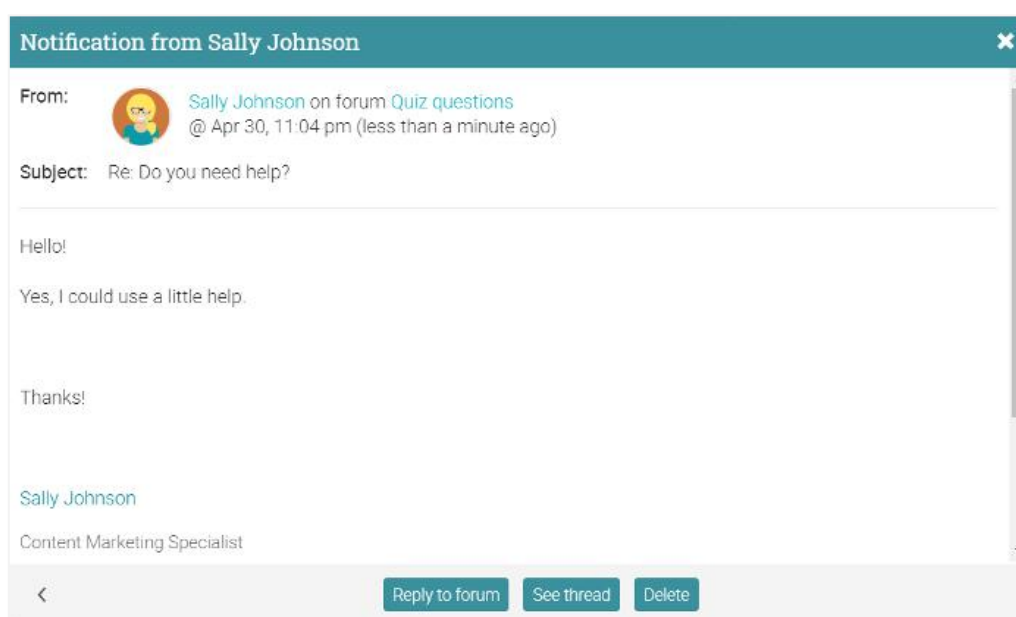 Notification from Sally Johnson
From:
Sally Johnson on forum Quiz questions
@ Apr 30, 11:04 pm (less than a minute ago)
Subject: Re: Do you need help?
Hello!
Yes, I could use a little help.
Thanks!
Sally Johnson
Content Marketing Specialist
Reply to forum See thread Delete